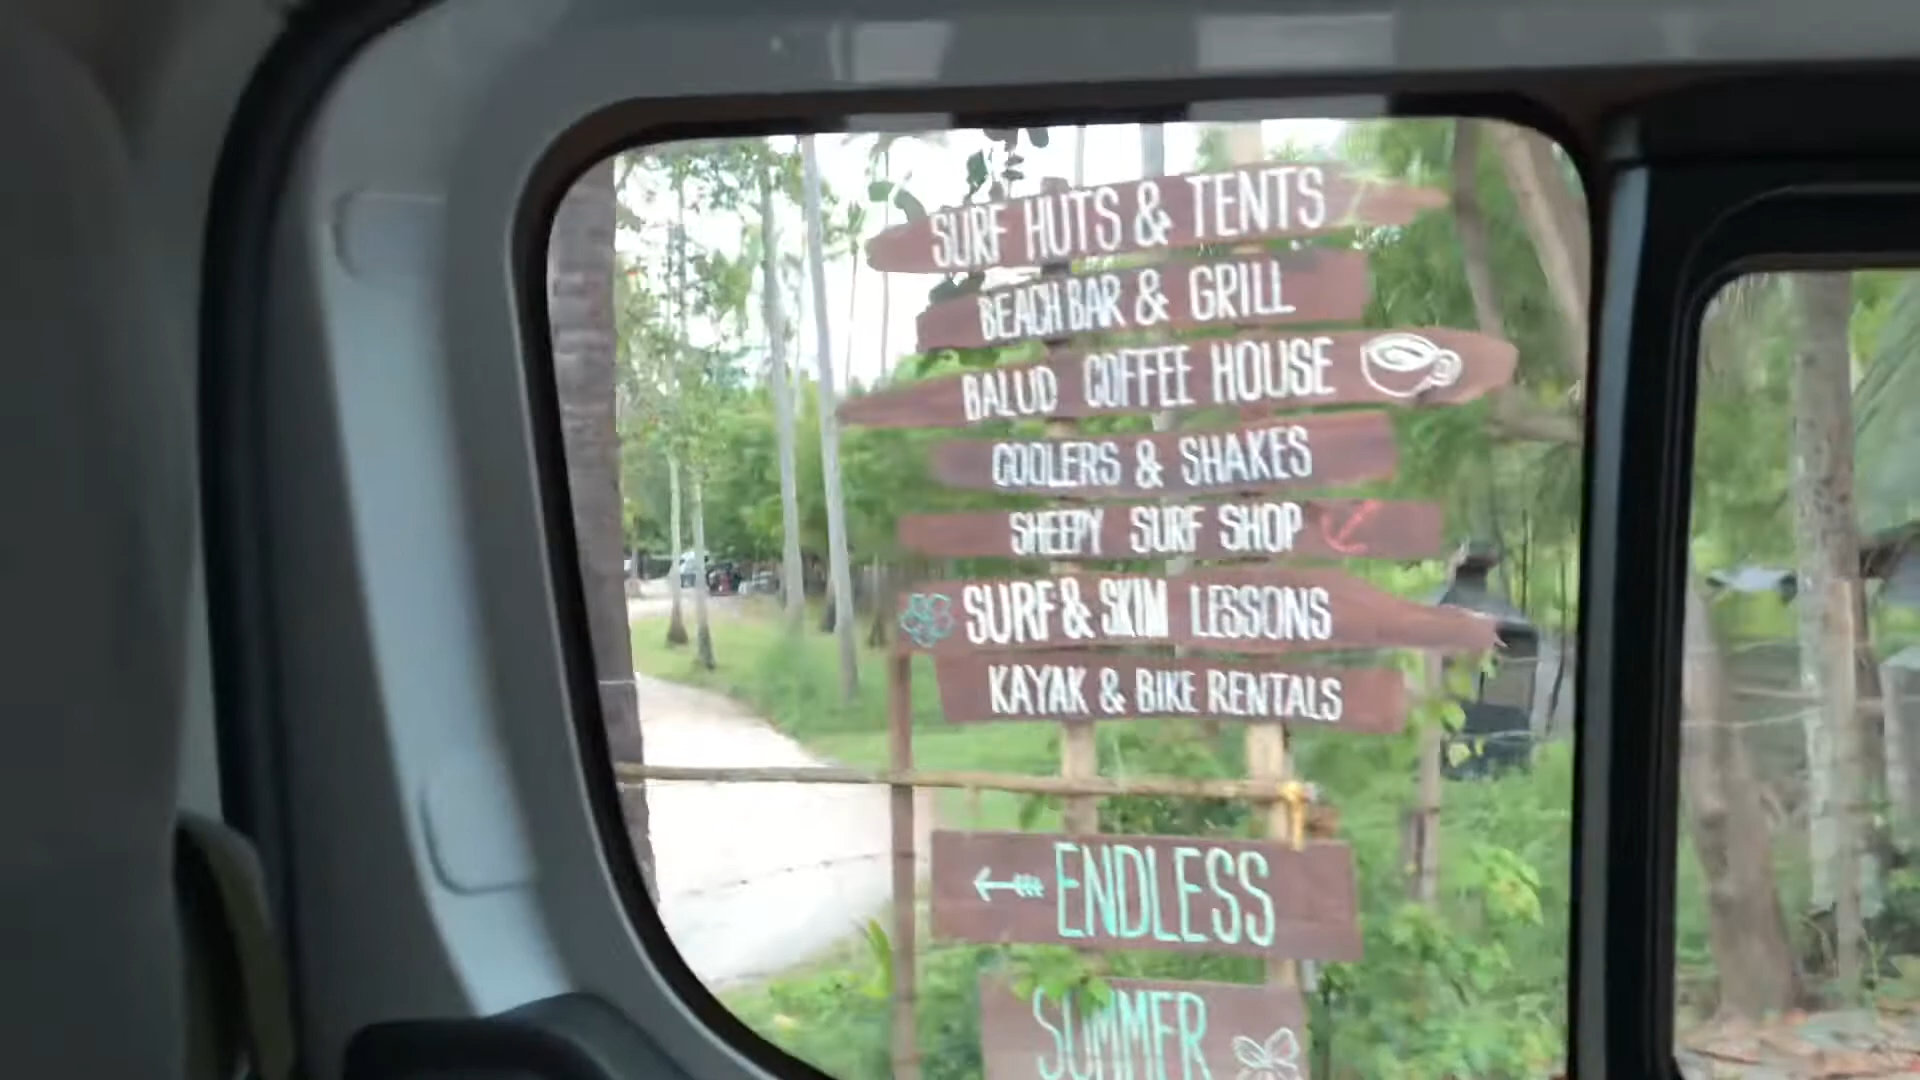 SURF HUTS & TENTS
BEACH BAR & GRILL
BALUD COFFEE HOUSE
COOLERS & SHAKES
SHEEPY SURF SHOP
SURF & SKIM LESSONS
KAYAK & BIKE RENTALS
ENDLESS
SUMMER